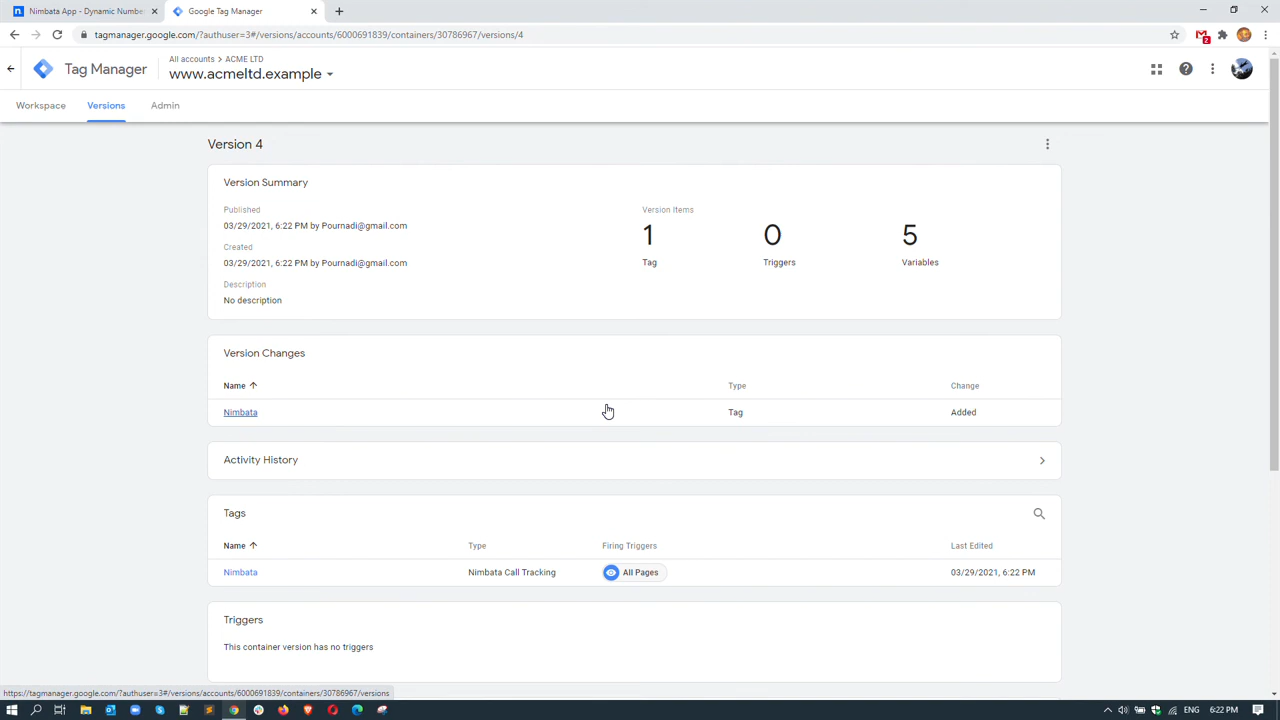 Nimbata App - Dynamic Number
Google Tag Manager
tagmanager.google.com/?authuser=3#/versions/accounts/6000691839/containers/30786967/versions/4
Tag Manager
All accounts > ACME LTD
www.acmeltd.example
Workspace
Versions
Admin
Version 4
Version Summary
Published
03/29/2021, 6:22 PM by Pournadi@gmail.com
Created
03/29/2021, 6:22 PM by Pournadi@gmail.com
Description
No description
Version Items
1 0 5
Tag Triggers Variables
Version Changes
Name Type Change
Nimbata Tag Added
Activity History
Tags
Name Type Firing Triggers Last Edited
Nimbata Nimbata Call Tracking All Pages 03/29/2021, 6:22 PM
Triggers
This container version has no triggers
https://tagmanager.google.com/?authuser=3#/versions/accounts/6000691839/containers/30786967/versions
6:22 PM